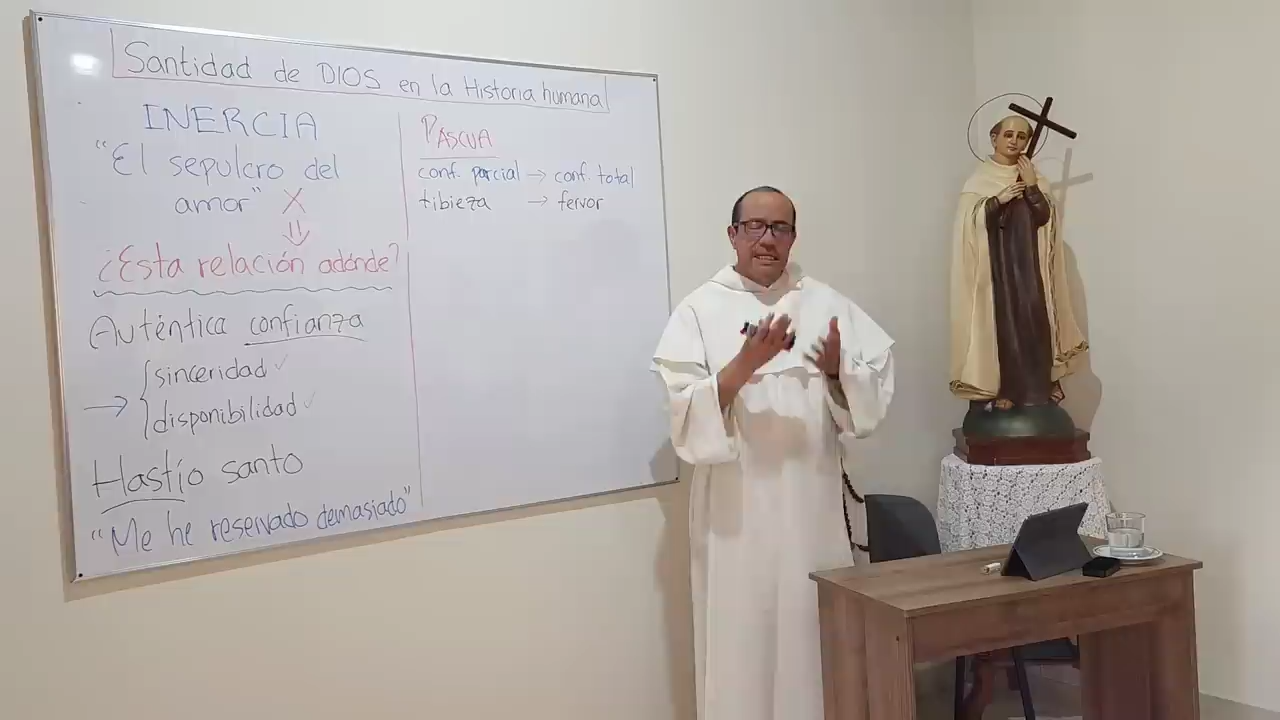 Santidad de DIOS en la Historia humana
INERCIA
"El sepulcro del
amor" X
¿Esta relación adónde?
Auténtica confianza
sinceridad ✓
→ disponibilidad ✓
Hastío santo
"Me he reservado demasiado"
PÁSCUA
conf. parcial → conf. total
tibieza → fervor